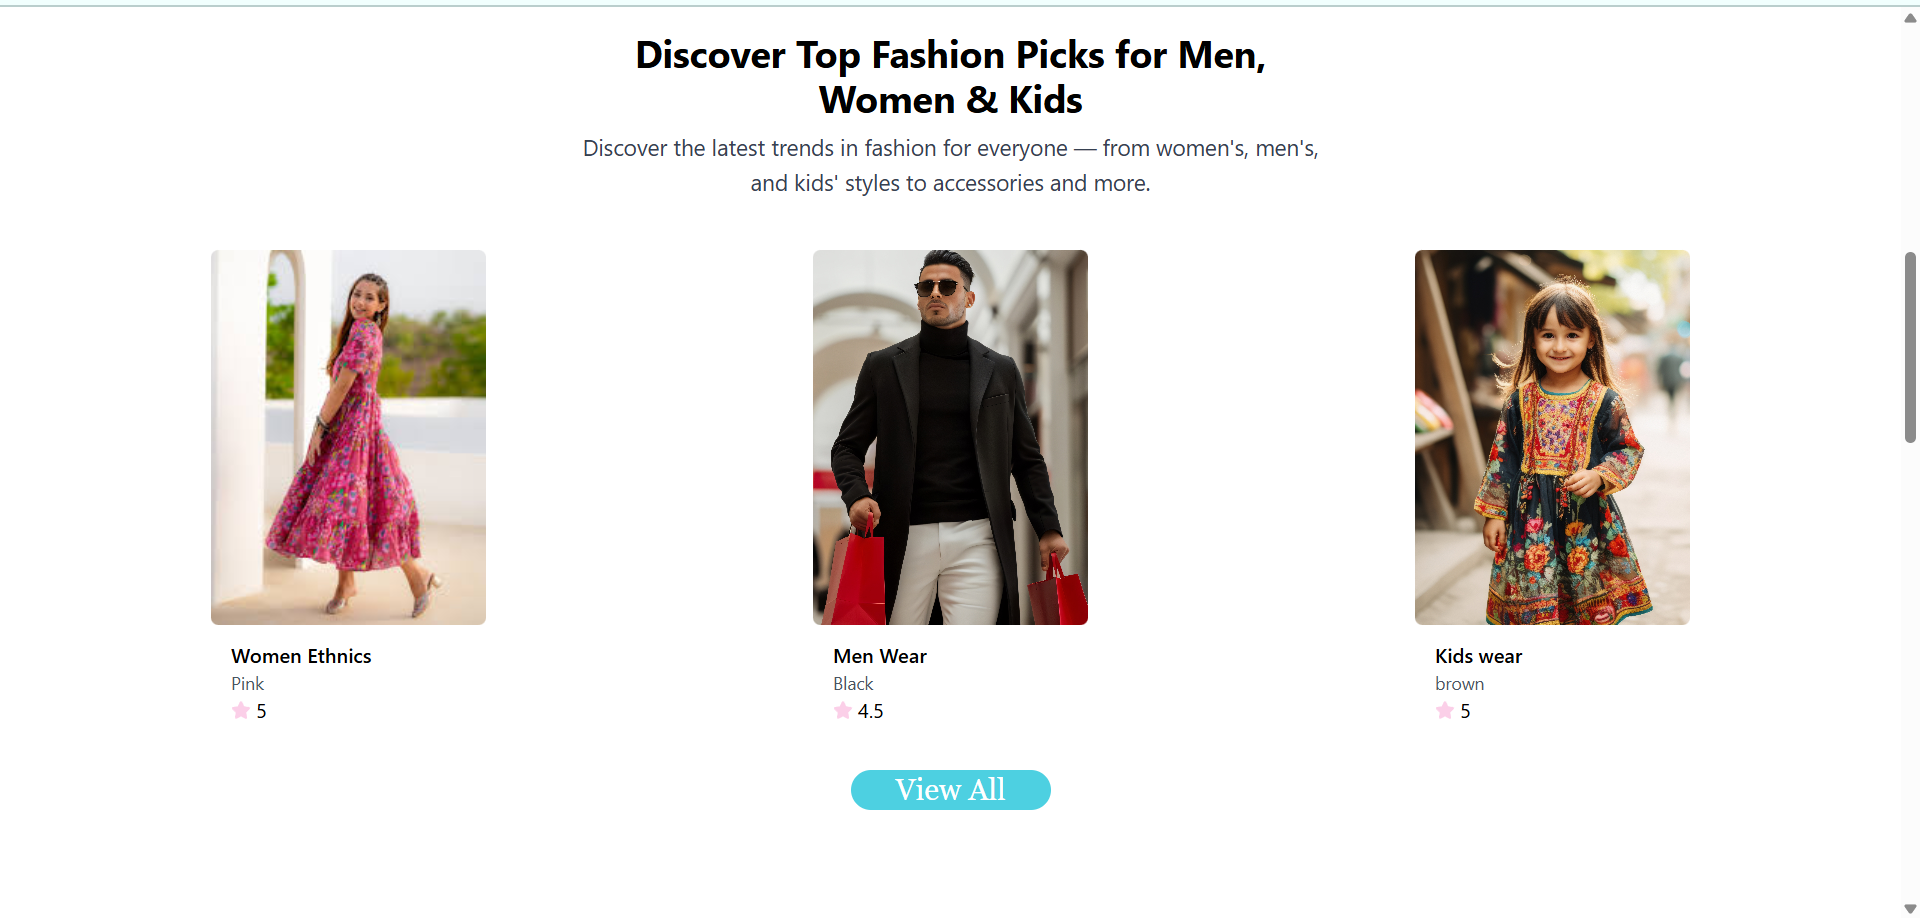 Discover Top Fashion Picks for Men,
Women & Kids
Discover the latest trends in fashion for everyone — from women's, men's,
and kids' styles to accessories and more.
Women Ethnics
Pink
5
Men Wear
Black
4.5
Kids wear
brown
5
View All